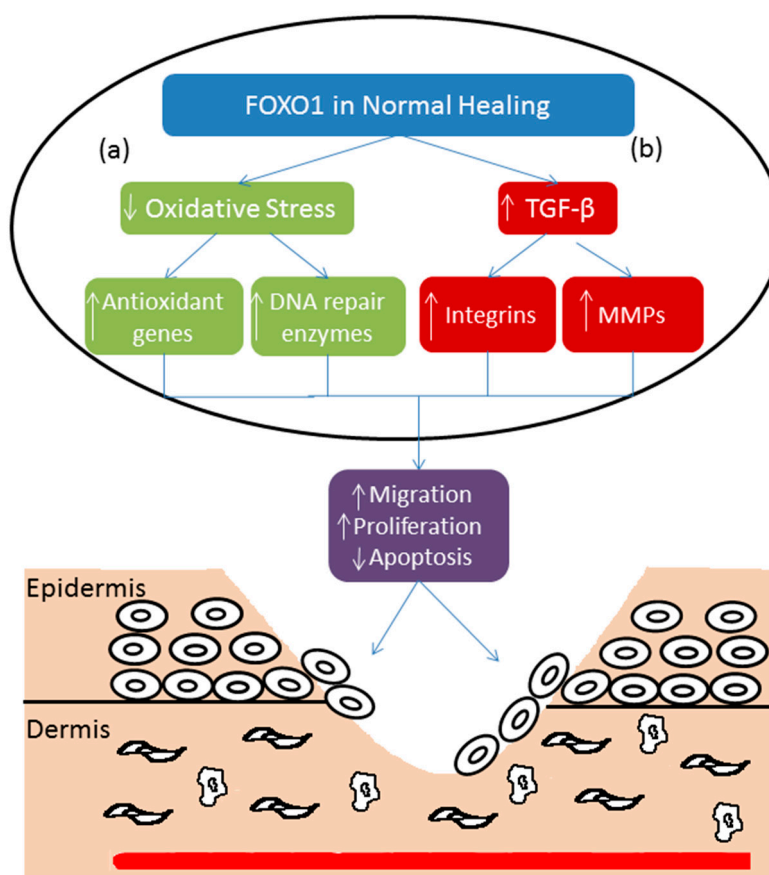 FOXO1 in Normal Healing
(a)
(b)
↓ Oxidative Stress
↑ TGF-β
↑ Antioxidant
genes
↑ DNA repair
enzymes
↑ Integrins
↑ MMPs
↑ Migration
↑ Proliferation
↓ Apoptosis
Epidermis
Dermis